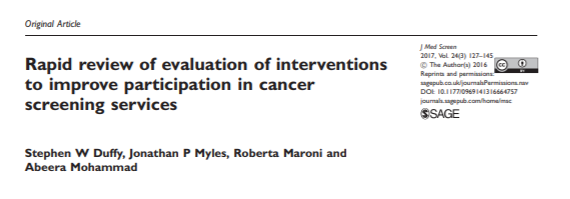 Original Article
Rapid review of evaluation of interventions
to improve participation in cancer
screening services
Stephen W Duffy, Jonathan P Myles, Roberta Maroni and
Abeera Mohammad
J Med Screen
2017, Vol. 24(3) 127–145
© The Author(s) 2016
Reprints and permissions:
sagepub.co.uk/journalsPermissions.nav
DOI: 10.1177/0969141316664757
journals.sagepub.com/home/msc
SAGE